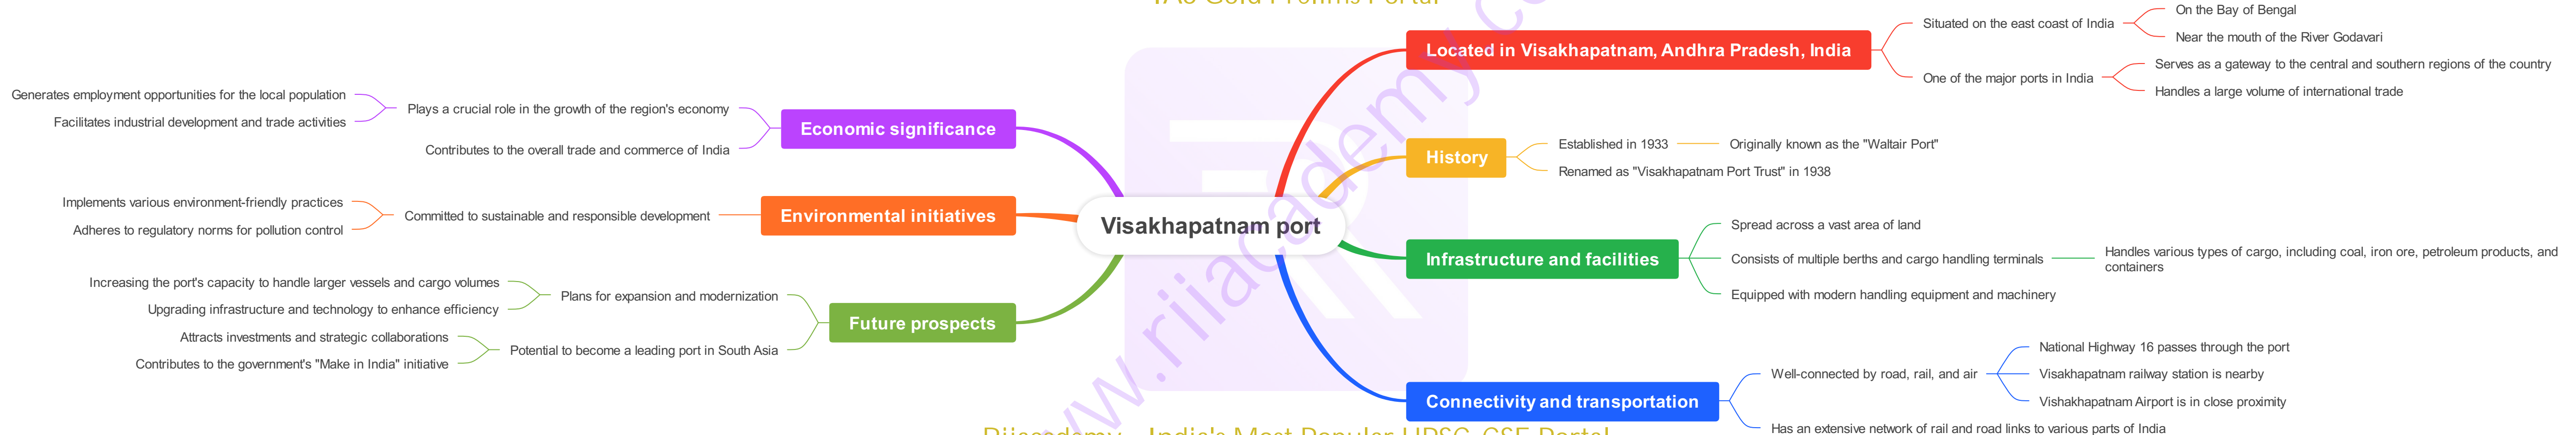 IAS Gold Prelims Portal
Visakhapatnam port
Located in Visakhapatnam, Andhra Pradesh, India
Situated on the east coast of India
On the Bay of Bengal
Near the mouth of the River Godavari
One of the major ports in India
Serves as a gateway to the central and southern regions of the country
Handles a large volume of international trade
History
Established in 1933
Originally known as the "Waltair Port"
Renamed as "Visakhapatnam Port Trust" in 1938
Infrastructure and facilities
Spread across a vast area of land
Consists of multiple berths and cargo handling terminals
Handles various types of cargo, including coal, iron ore, petroleum products, and
containers
Equipped with modern handling equipment and machinery
Connectivity and transportation
Well-connected by road, rail, and air
National Highway 16 passes through the port
Visakhapatnam railway station is nearby
Vishakhapatnam Airport is in close proximity
Has an extensive network of rail and road links to various parts of India
Economic significance
Plays a crucial role in the growth of the region's economy
Generates employment opportunities for the local population
Facilitates industrial development and trade activities
Contributes to the overall trade and commerce of India
Environmental initiatives
Committed to sustainable and responsible development
Implements various environment-friendly practices
Adheres to regulatory norms for pollution control
Future prospects
Plans for expansion and modernization
Increasing the port's capacity to handle larger vessels and cargo volumes
Upgrading infrastructure and technology to enhance efficiency
Potential to become a leading port in South Asia
Attracts investments and strategic collaborations
Contributes to the government's "Make in India" initiative
India's Most Popular UPSC CSE Portal